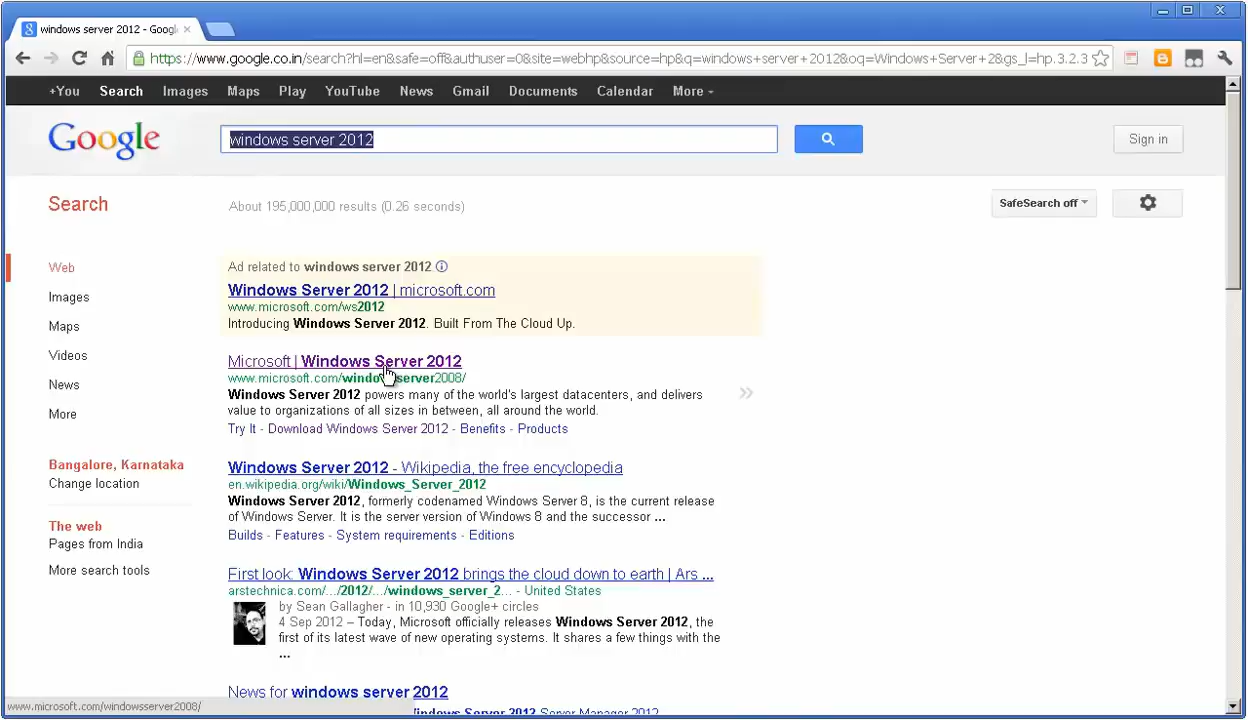 windows server 2012 - Googl
https://www.google.co.in/search?hl=en&safe=off&authuser=0&site=webhp&source=hp&q=windows+server+2012&oq=Windows+Server+2&gs_l=hp.3.2.3
+You Search Images Maps Play YouTube News Gmail Documents Calendar More
Google windows server 2012 Sign in
Search About 195,000,000 results (0.26 seconds) SafeSearch off
Web
Images
Maps
Videos
News
More
Bangalore, Karnataka
Change location
The web
Pages from India
More search tools
Ad related to windows server 2012
Windows Server 2012 | microsoft.com
www.microsoft.com/ws2012
Introducing Windows Server 2012. Built From The Cloud Up.
Microsoft | Windows Server 2012
www.microsoft.com/windowsserver2008/
Windows Server 2012 powers many of the world's largest datacenters, and delivers
value to organizations of all sizes in between, all around the world.
Try It - Download Windows Server 2012 - Benefits - Products
Windows Server 2012 - Wikipedia, the free encyclopedia
en.wikipedia.org/wiki/Windows_Server_2012
Windows Server 2012, formerly codenamed Windows Server 8, is the current release
of Windows Server. It is the server version of Windows 8 and the successor ...
Builds - Features - System requirements - Editions
First look: Windows Server 2012 brings the cloud down to earth | Ars ...
arstechnica.com/.../2012/.../windows_server_2... - United States
by Sean Gallagher - in 10,930 Google+ circles
4 Sep 2012 – Today, Microsoft officially releases Windows Server 2012, the
first of its latest wave of new operating systems. It shares a few things with the
...
News for windows server 2012
Windows Server 2012 Server Manager 2012
www.microsoft.com/windowsserver2008/